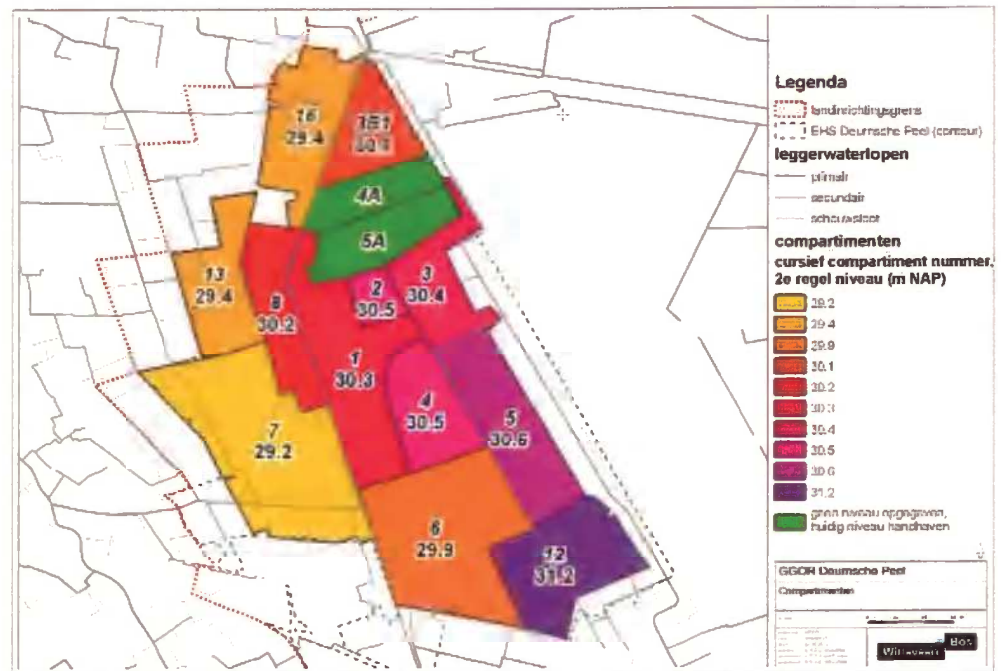 16
29.4
4A
5A
3
30.4
2
30.5
13
29.4
8
30.2
1
30.3
4
30.5
5
30.6
7
29.2
6
29.9
12
31.2
Legenda
landinrichtingsgrens
EHS Deurnsche Peel (contour)
leggerwaterlopen
primair
secundair
schouwsloot
compartimenten
cursief compartiment nummer,
2e regel niveau (m NAP)
29.2
29.4
29.9
30.1
30.2
30.3
30.4
30.5
30.6
31.2
geen niveau opgegeven,
huidig niveau handhaven
GGOR Deurnsche Peel
Compartimenten
Witteveen
Bos